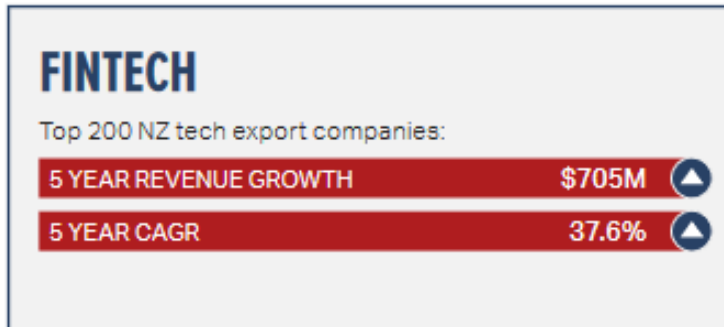 FINTECH
Top 200 NZ tech export companies:
5 YEAR REVENUE GROWTH $705M
5 YEAR CAGR 37.6%